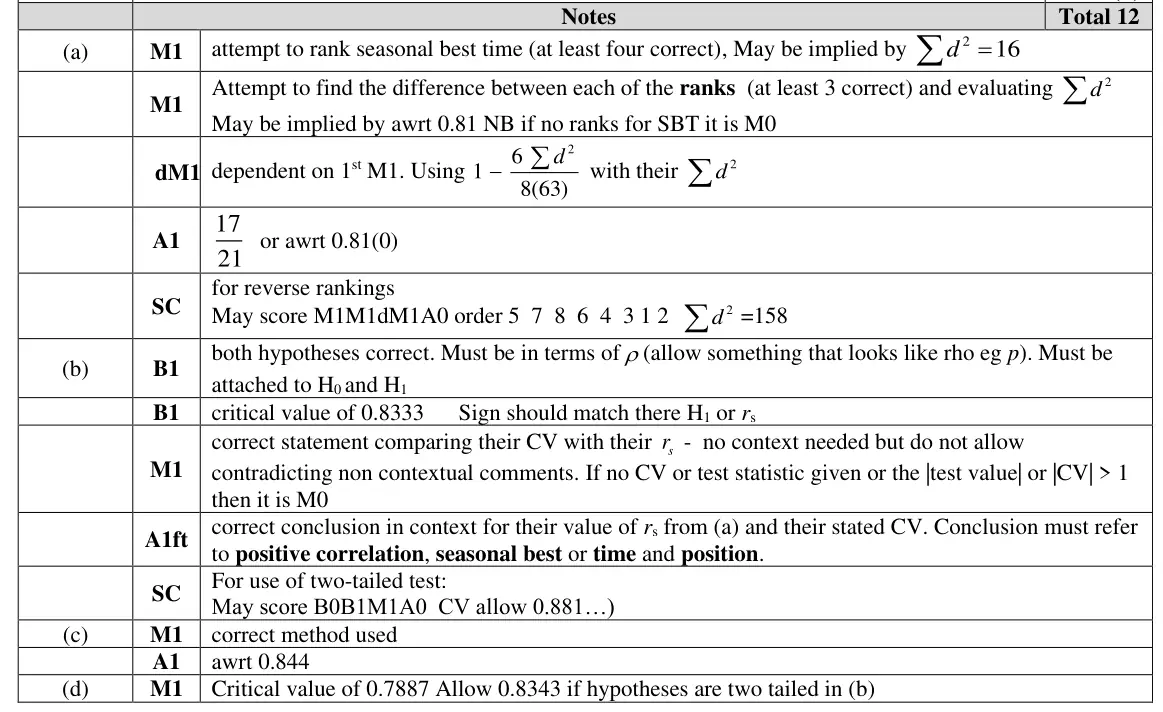 Notes Total 12
(a) M1 attempt to rank seasonal best time (at least four correct), May be implied by ∑d² = 16
M1 Attempt to find the difference between each of the ranks (at least 3 correct) and evaluating ∑d²
May be implied by awrt 0.81 NB if no ranks for SBT it is M0
dM1 dependent on 1st M1. Using 1 – 6∑d² / 8(63) with their ∑d²
A1 17/21 or awrt 0.81(0)
SC for reverse rankings
May score M1M1dM1A0 order 5 7 8 6 4 3 1 2 ∑d² =158
(b) B1 both hypotheses correct. Must be in terms of ρ (allow something that looks like rho eg p). Must be
attached to H0 and H1
B1 critical value of 0.8333 Sign should match there H1 or rs
M1 correct statement comparing their CV with their rs - no context needed but do not allow
contradicting non contextual comments. If no CV or test statistic given or the |test value| or |CV| > 1
then it is M0
A1ft correct conclusion in context for their value of rs from (a) and their stated CV. Conclusion must refer
to positive correlation, seasonal best or time and position.
SC For use of two-tailed test:
May score B0B1M1A0 CV allow 0.881…)
(c) M1 correct method used
A1 awrt 0.844
(d) M1 Critical value of 0.7887 Allow 0.8343 if hypotheses are two tailed in (b)